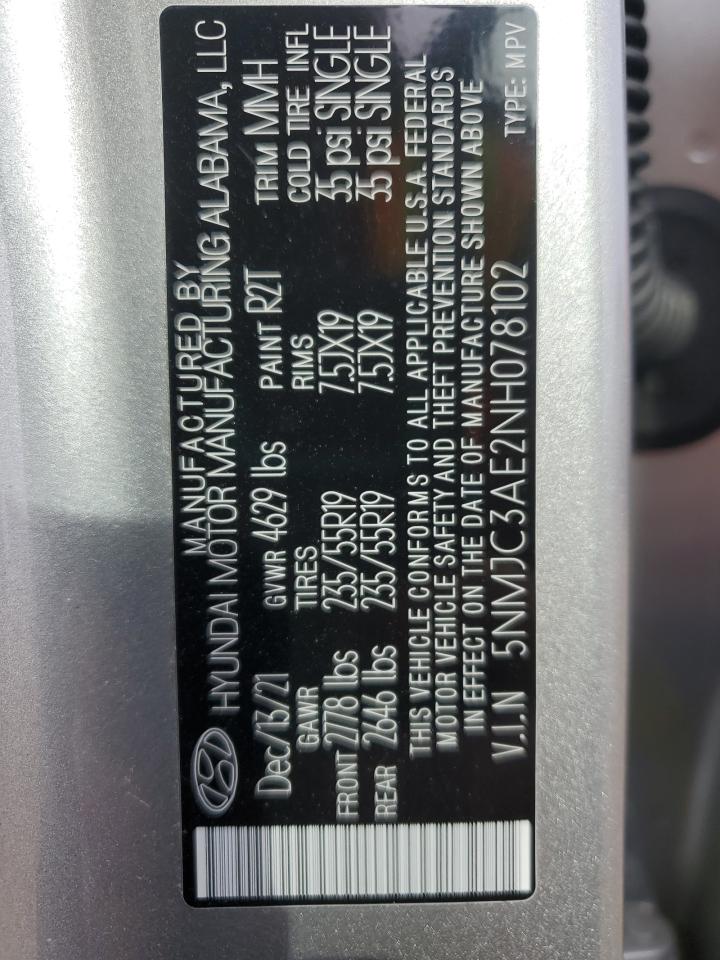 MANUFACTURED BY
HYUNDAI MOTOR MANUFACTURING ALABAMA, LLC
Dec/13/21 GVWR 4629 lbs PAINT R2T TRIM MMH
GAWR TIRES RIMS COLD TIRE INFL
FRONT 2778 lbs 235/55R19 7.5JX19 35 psi SINGLE
REAR 2646 lbs 235/55R19 7.5JX19 35 psi SINGLE
THIS VEHICLE CONFORMS TO ALL APPLICABLE U.S.A. FEDERAL
MOTOR VEHICLE SAFETY AND THEFT PREVENTION STANDARDS
IN EFFECT ON THE DATE OF MANUFACTURE SHOWN ABOVE
V.I.N 5NMJC3AE2NH078102 TYPE: MPV